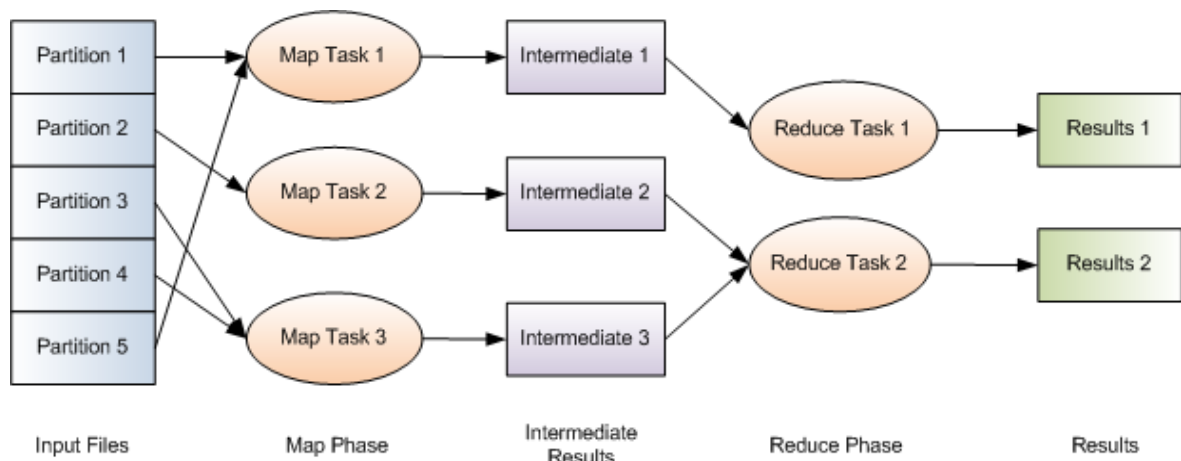 Partition 1
Partition 2
Partition 3
Partition 4
Partition 5
Map Task 1
Map Task 2
Map Task 3
Intermediate 1
Intermediate 2
Intermediate 3
Reduce Task 1
Reduce Task 2
Results 1
Results 2
Input Files
Map Phase
Intermediate
Results
Reduce Phase
Results